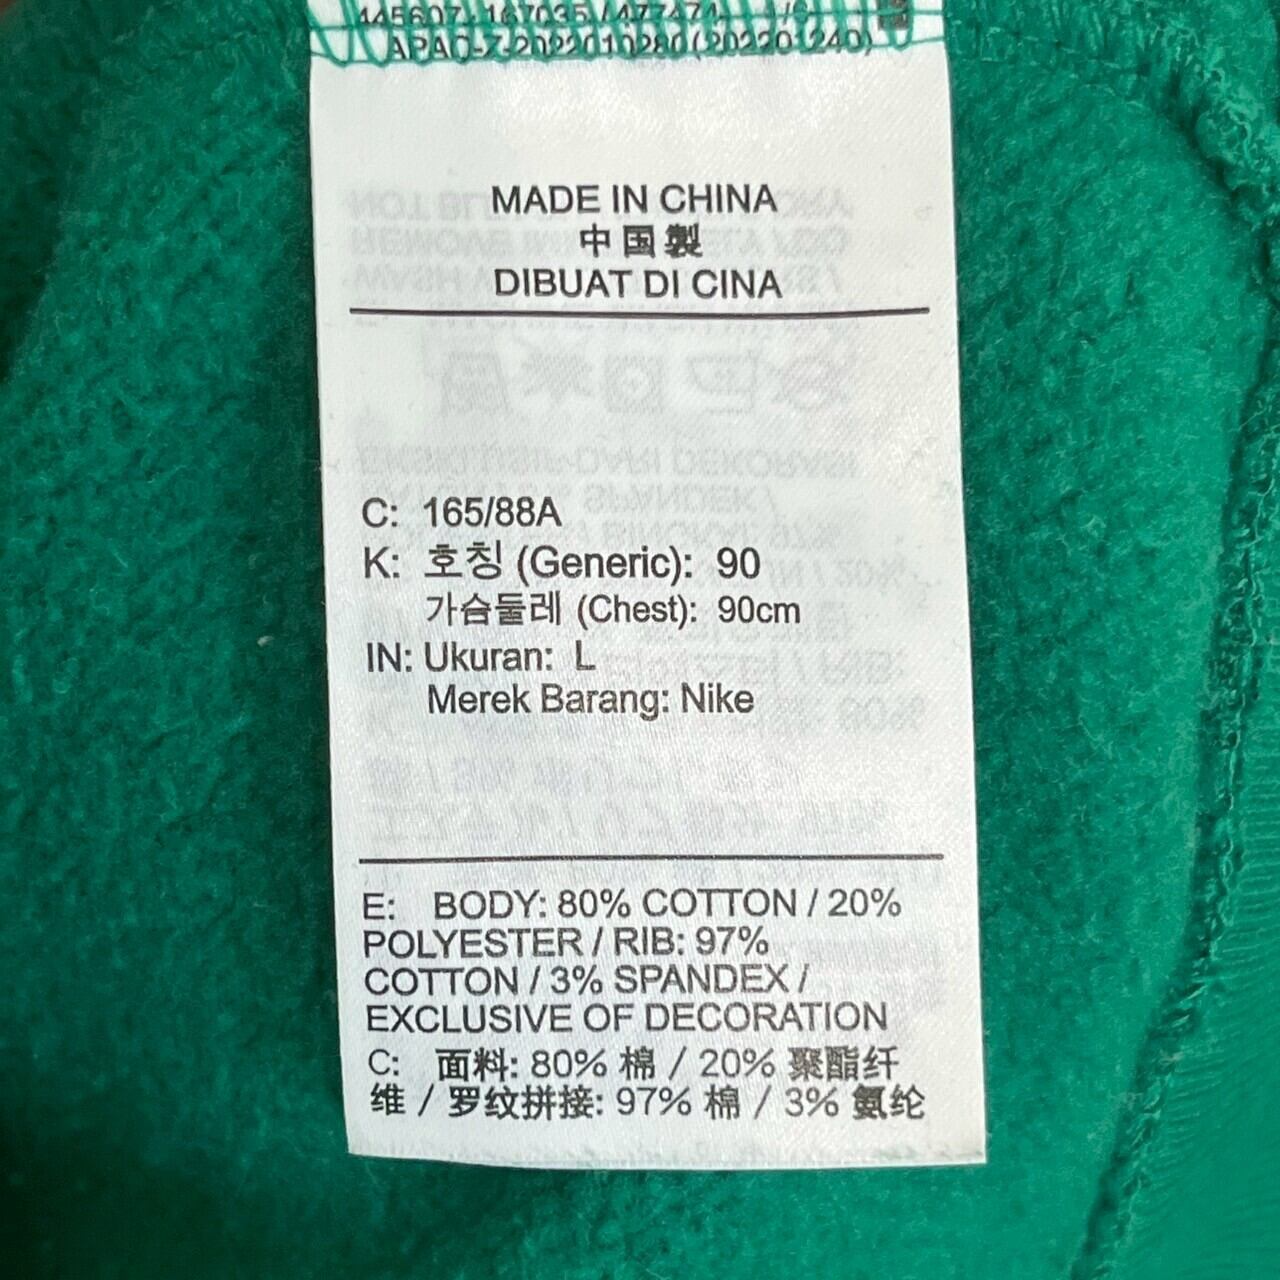 MADE IN CHINA
中国製
DIBUAT DI CINA
C: 165/88A
K: 호칭 (Generic): 90
가슴둘레 (Chest): 90cm
IN: Ukuran: L
Merek Barang: Nike
E: BODY: 80% COTTON / 20%
POLYESTER / RIB: 97%
COTTON / 3% SPANDEX /
EXCLUSIVE OF DECORATION
C: 面料: 80% 棉 / 20% 聚酯纤
维 / 罗纹拼接: 97% 棉 / 3% 氨纶